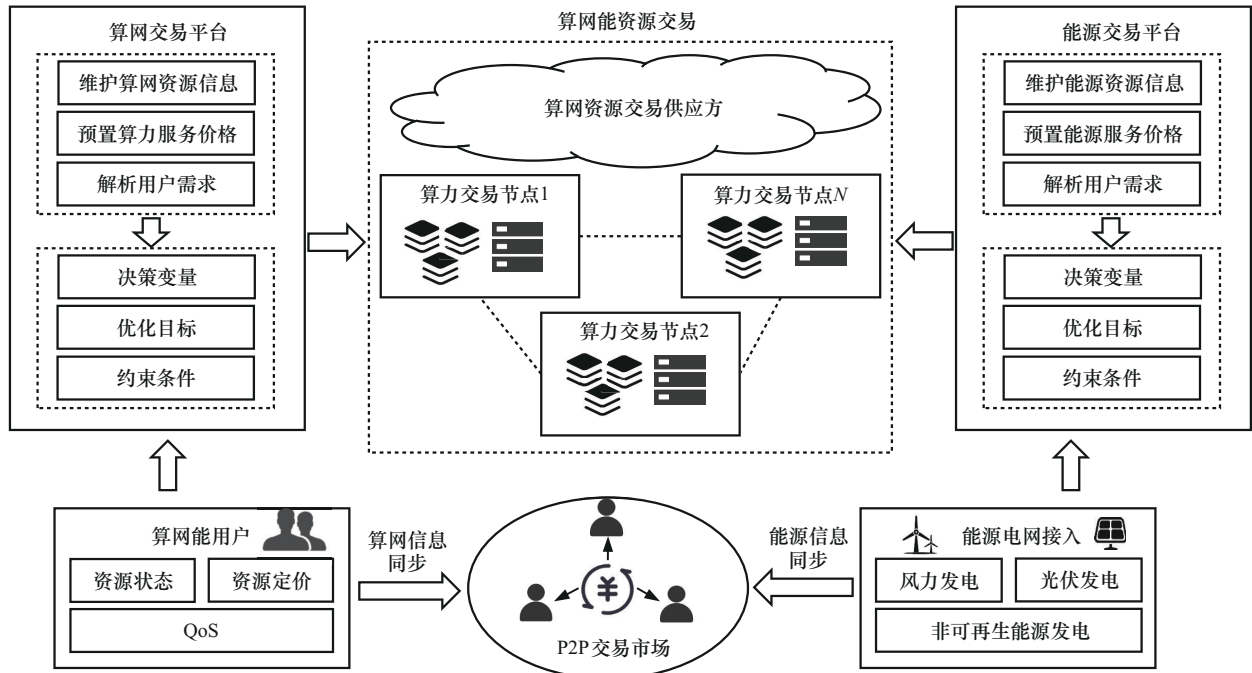 算网交易平台
维护算网资源信息
预置算力服务价格
解析用户需求
决策变量
优化目标
约束条件
算网能资源交易
算网资源交易供应方
算力交易节点1
算力交易节点N
算力交易节点2
能源交易平台
维护能源资源信息
预置能源服务价格
解析用户需求
决策变量
优化目标
约束条件
算网能用户
资源状态
资源定价
QoS
算网信息
同步
¥
P2P交易市场
能源信息
同步
能源电网接入
风力发电
光伏发电
非可再生能源发电